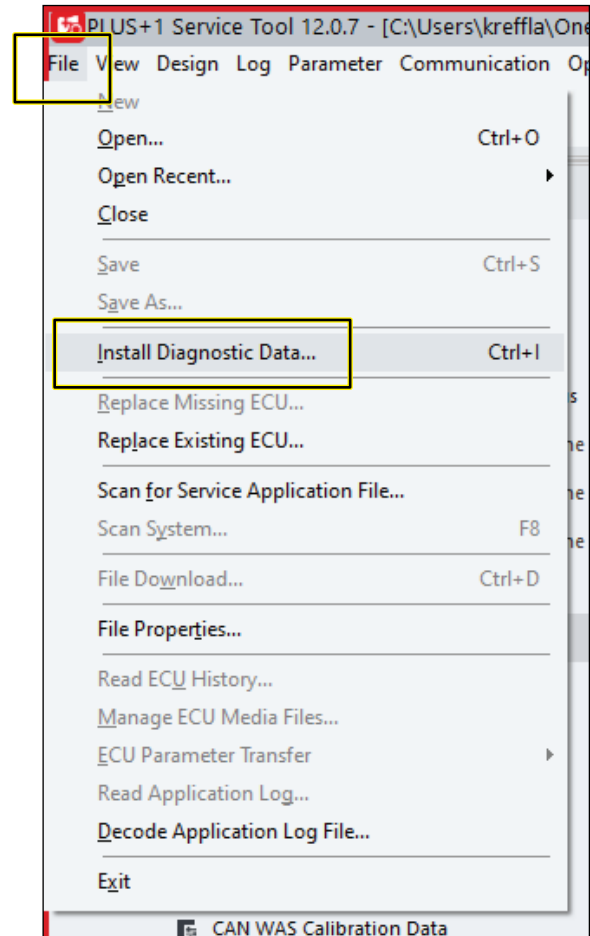 PLUS+1 Service Tool 12.0.7 - [C:\Users\kreffla\One
File View Design Log Parameter Communication Op
New
Open... Ctrl+O
Open Recent...
Close
Save Ctrl+S
Save As...
Install Diagnostic Data... Ctrl+I
Replace Missing ECU...
Replace Existing ECU...
Scan for Service Application File...
Scan System... F8
File Download... Ctrl+D
File Properties...
Read ECU History...
Manage ECU Media Files...
ECU Parameter Transfer
Read Application Log...
Decode Application Log File...
Exit
CAN WAS Calibration Data